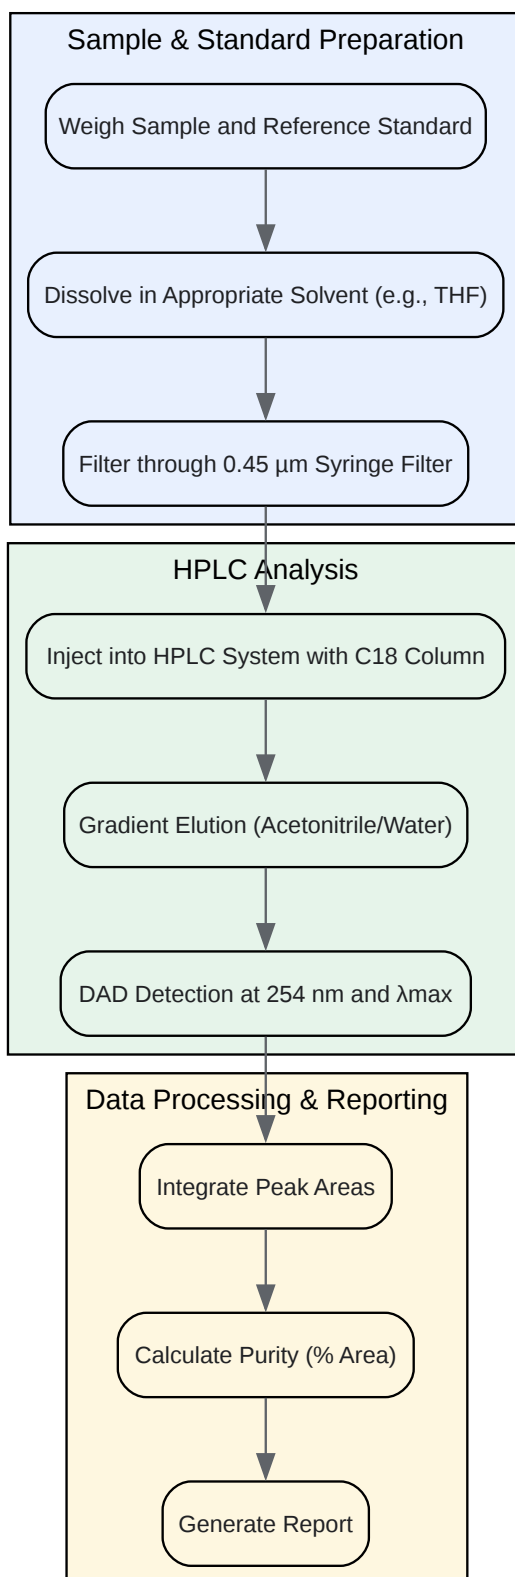 Sample & Standard Preparation
Weigh Sample and Reference Standard
Dissolve in Appropriate Solvent (e.g., THF)
Filter through 0.45 µm Syringe Filter
HPLC Analysis
Inject into HPLC System with C18 Column
Gradient Elution (Acetonitrile/Water)
DAD Detection at 254 nm and λmax
Data Processing & Reporting
Integrate Peak Areas
Calculate Purity (% Area)
Generate Report